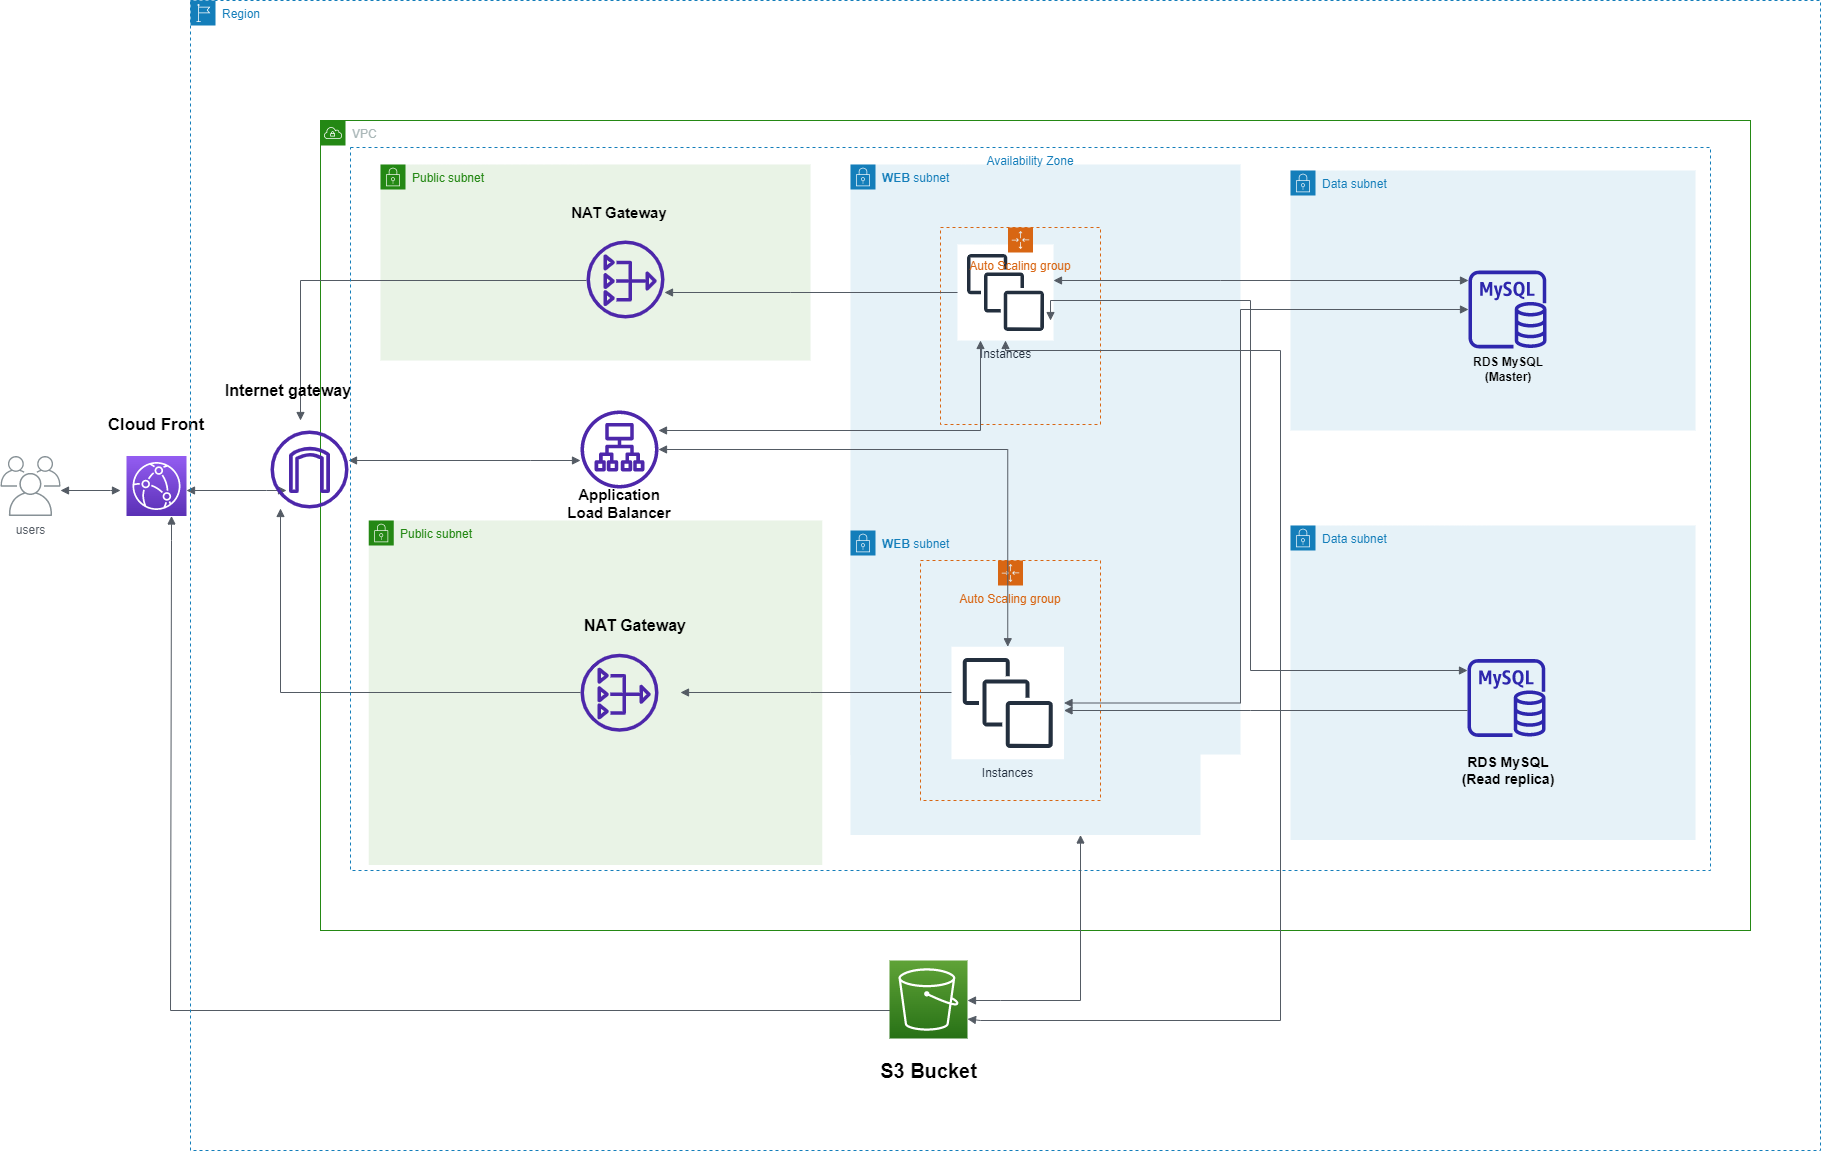 Region
VPC
Availability Zone
Public subnet
WEB subnet
Data subnet
NAT Gateway
Auto Scaling group
MySQL
Instances
RDS MySQL
(Master)
Internet gateway
Cloud Front
users
Application
Load Balancer
Public subnet
WEB subnet
Data subnet
Auto Scaling group
NAT Gateway
MySQL
Instances
RDS MySQL
(Read replica)
S3 Bucket